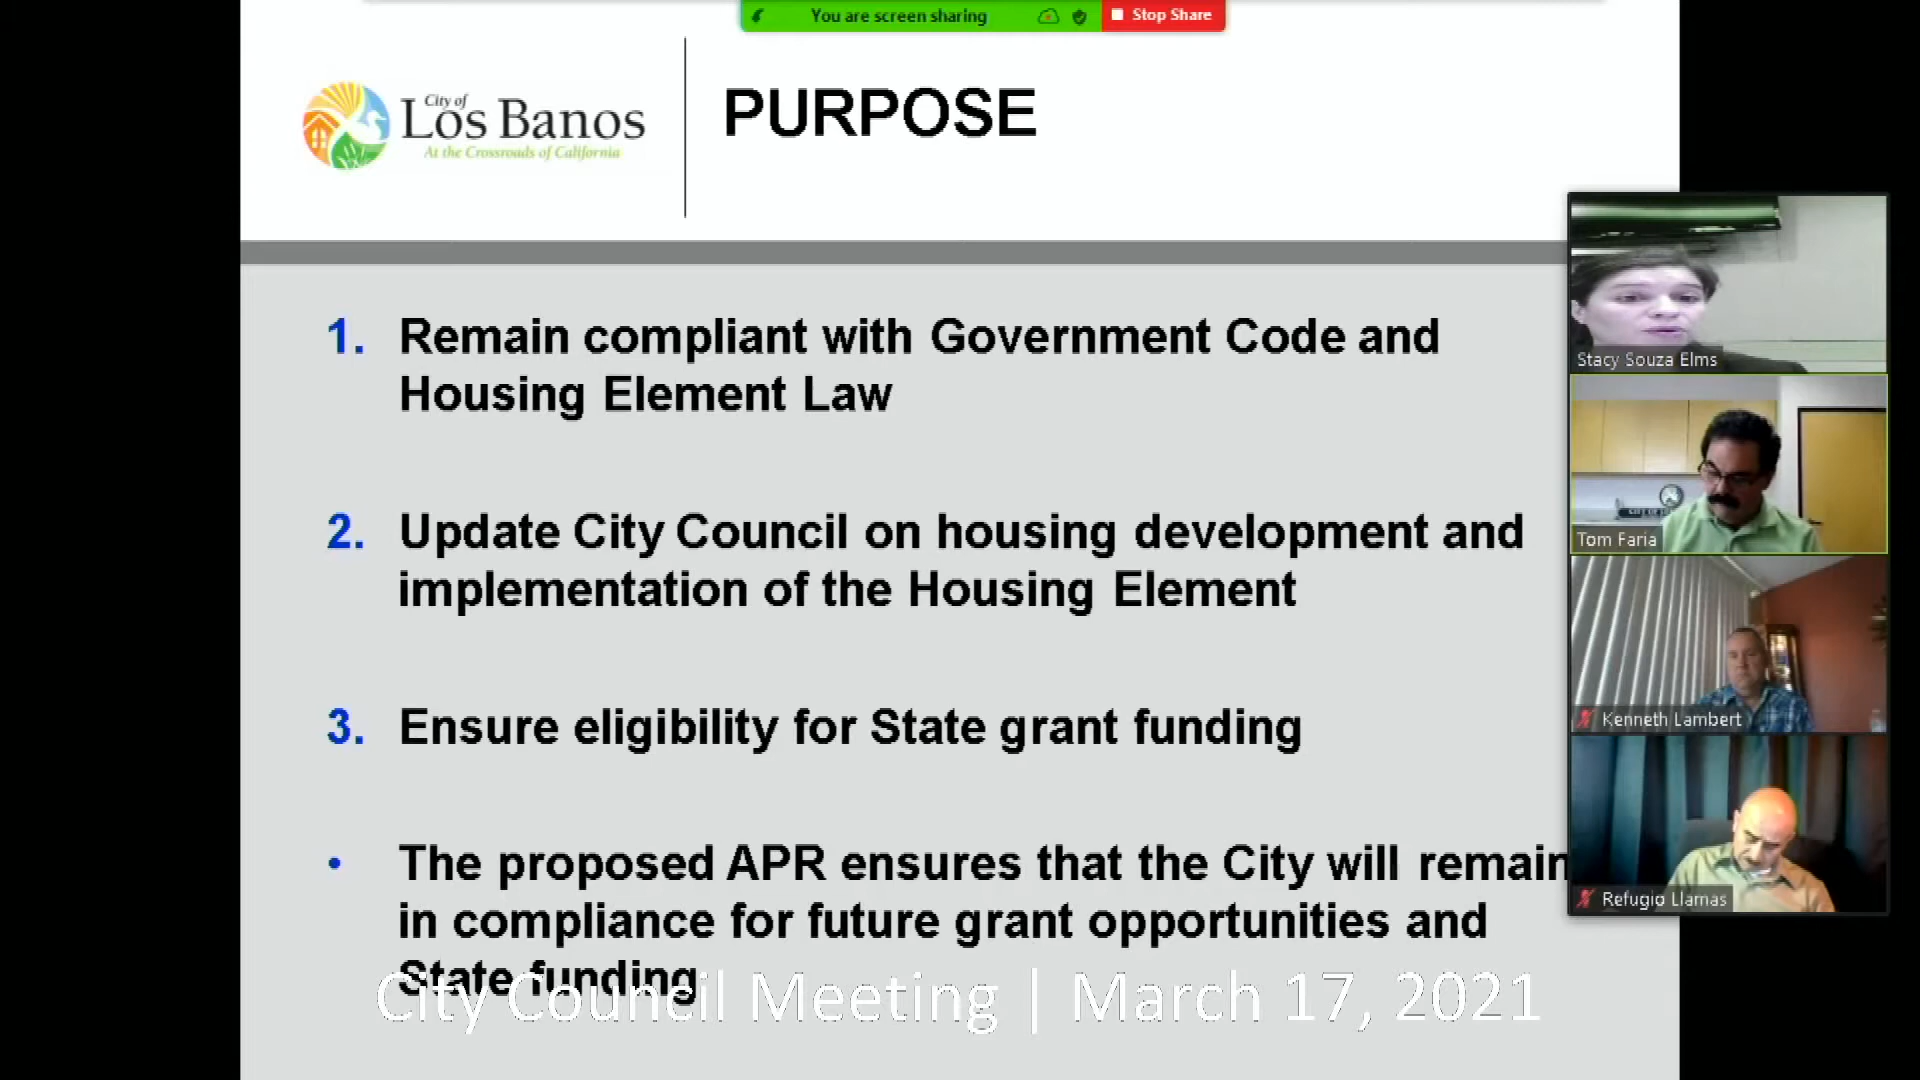 You are screen sharing
Stop Share
City of
Los Banos
At the Crossroads of California
PURPOSE
1. Remain compliant with Government Code and
Housing Element Law
2. Update City Council on housing development and
implementation of the Housing Element
3. Ensure eligibility for State grant funding
• The proposed APR ensures that the City will remain
in compliance for future grant opportunities and
State funding
City Council Meeting | March 17, 2021
Stacy Souza Elms
Tom Faria
Kenneth Lambert
Refugio Llamas